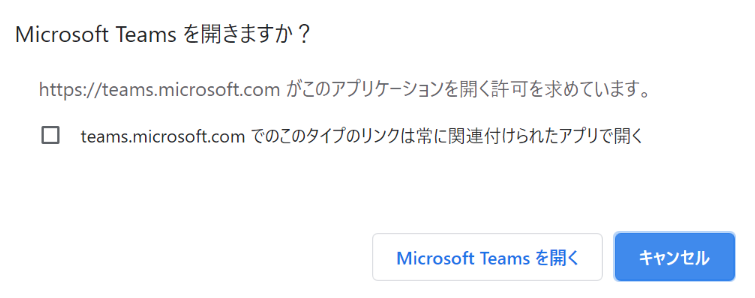 Microsoft Teams を開きますか？
https://teams.microsoft.com がこのアプリケーションを開く許可を求めています。
teams.microsoft.com でのこのタイプのリンクは常に関連付けられたアプリで開く
Microsoft Teams を開く
キャンセル